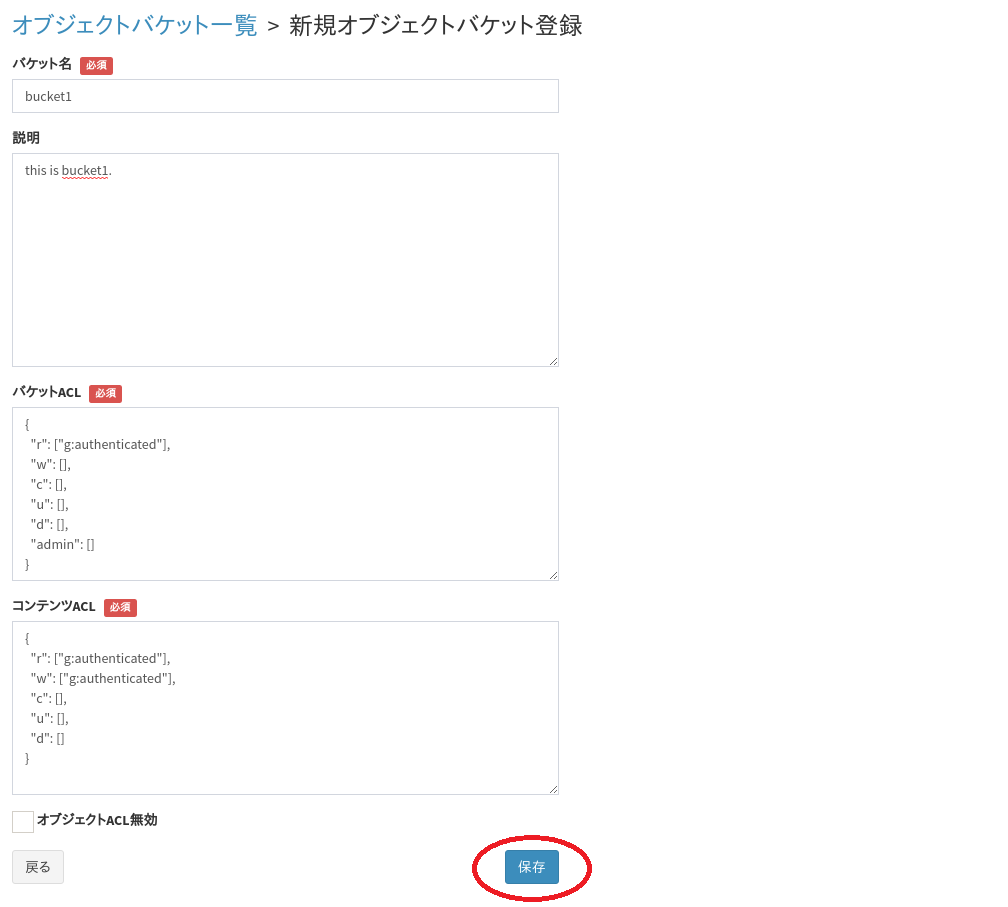 オブジェクトバケット一覧 > 新規オブジェクトバケット登録
バケット名 必須
bucket1
説明
this is bucket1.
バケットACL 必須
{
  "r": ["g:authenticated"],
  "w": [],
  "c": [],
  "u": [],
  "d": [],
  "admin": []
}
コンテンツACL 必須
{
  "r": ["g:authenticated"],
  "w": ["g:authenticated"],
  "c": [],
  "u": [],
  "d": []
}
オブジェクトACL無効
戻る 保存